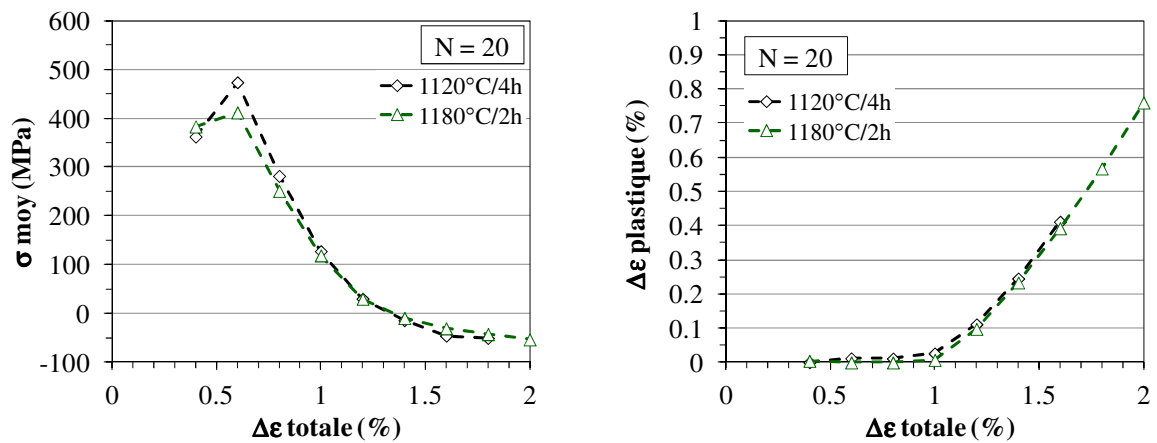 600
500
400
300
200
100
0
-100
σ moy (MPa)
N = 20
1120°C/4h
1180°C/2h
0 0.5 1 1.5 2
Δε totale (%)
1
0.9
0.8
0.7
0.6
0.5
0.4
0.3
0.2
0.1
0
Δε plastique (%)
N = 20
1120°C/4h
1180°C/2h
0 0.5 1 1.5 2
Δε totale (%)